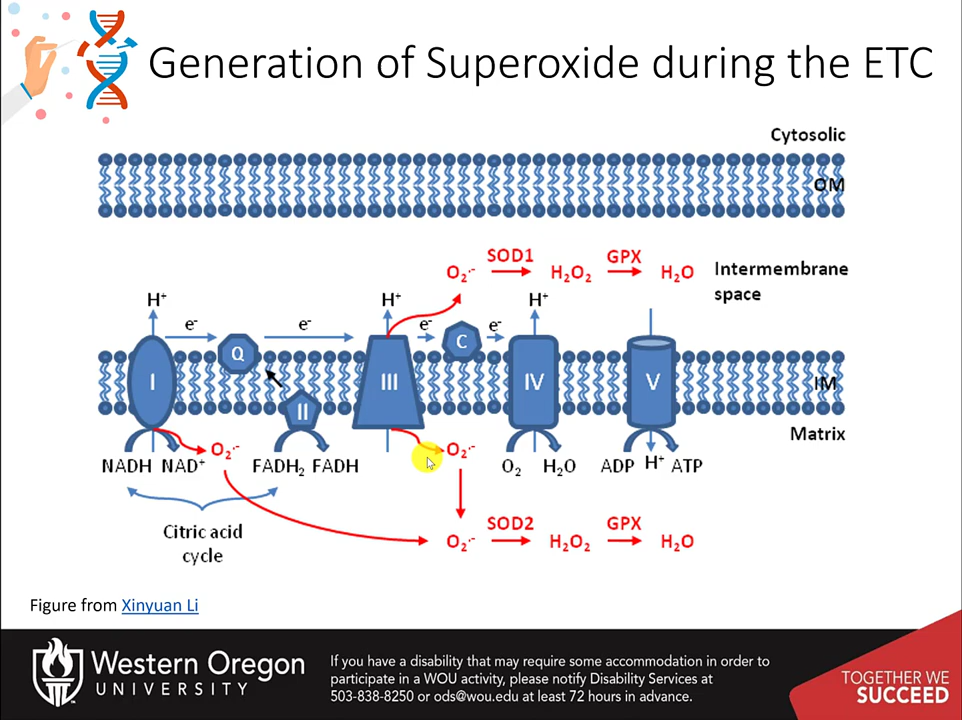 Generation of Superoxide during the ETC
Cytosolic
OM
SOD1 GPX
O₂·⁻ H₂O₂ H₂O
Intermembrane
space
H⁺ H⁺ H⁺
e⁻ e⁻ e⁻ e⁻
Q C
I II III IV V
IM
Matrix
O₂·⁻ O₂·⁻
NADH NAD⁺ FADH₂ FADH O₂ H₂O ADP H⁺ ATP
Citric acid
cycle
SOD2 GPX
O₂·⁻ H₂O₂ H₂O
Figure from Xinyuan Li
Western Oregon
UNIVERSITY
If you have a disability that may require some accommodation in order to
participate in a WOU activity, please notify Disability Services at
503-838-8250 or ods@wou.edu at least 72 hours in advance.
TOGETHER WE
SUCCEED